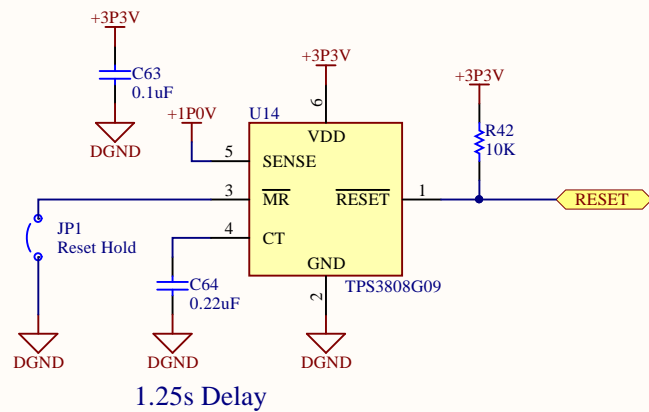 +3P3V
C63
0.1uF
DGND
+1P0V
+3P3V
+3P3V
R42
10K
U14
6
VDD
5
SENSE
3
MR
4
CT
1
RESET
GND
2
TPS3808G09
RESET
JP1
Reset Hold
C64
0.22uF
DGND
DGND
DGND
1.25s Delay